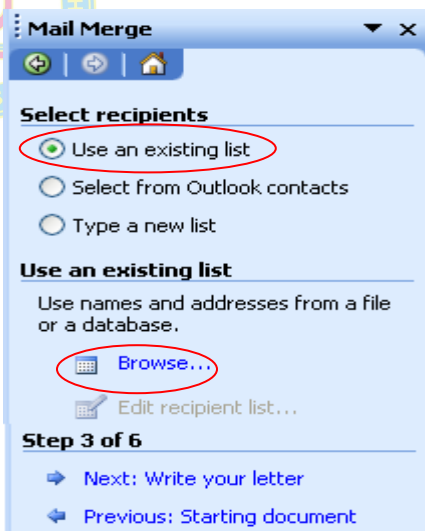 Mail Merge
Select recipients
Use an existing list
Select from Outlook contacts
Type a new list
Use an existing list
Use names and addresses from a file
or a database.
Browse...
Edit recipient list...
Step 3 of 6
Next: Write your letter
Previous: Starting document